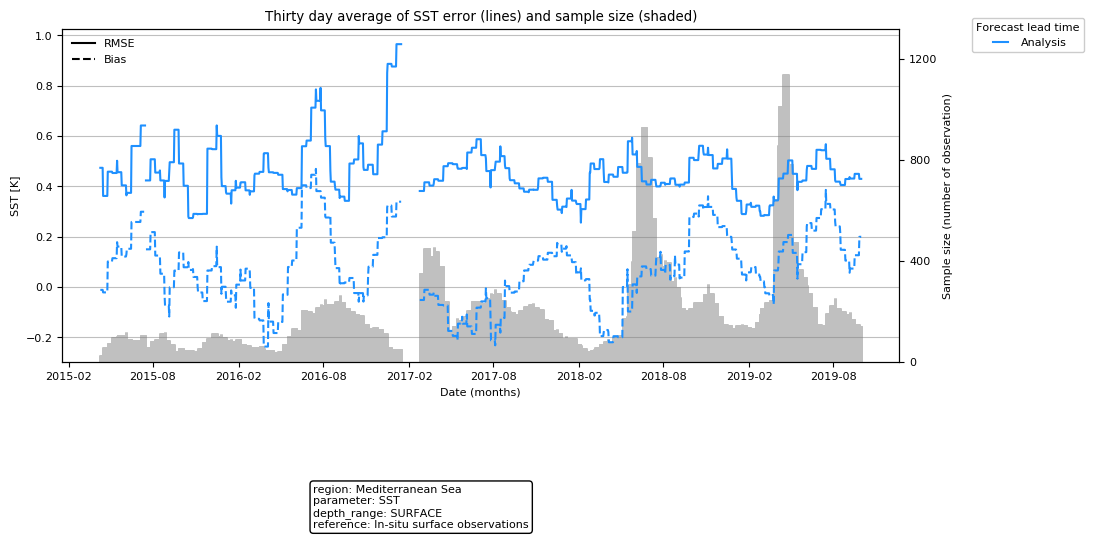 Thirty day average of SST error (lines) and sample size (shaded)
Forecast lead time
Analysis
RMSE
Bias
1.0
0.8
0.6
0.4
0.2
0.0
−0.2
SST [K]
1200
800
400
0
Sample size (number of observation)
2015-02 2015-08 2016-02 2016-08 2017-02 2017-08 2018-02 2018-08 2019-02 2019-08
Date (months)
region: Mediterranean Sea
parameter: SST
depth_range: SURFACE
reference: In-situ surface observations